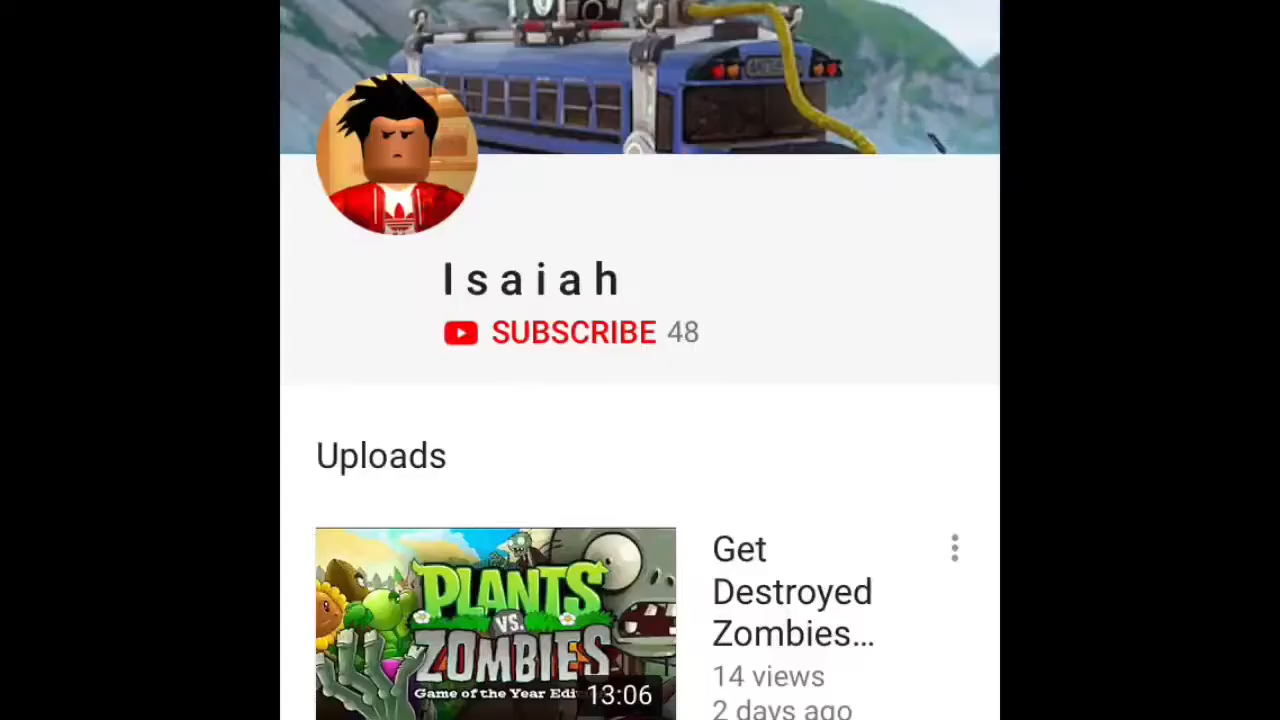 I s a i a h
SUBSCRIBE 48
Uploads
PLANTS
VS.
ZOMBIES
Game of the Year Edi
13:06
Get
Destroyed
Zombies...
14 views
2 days ago